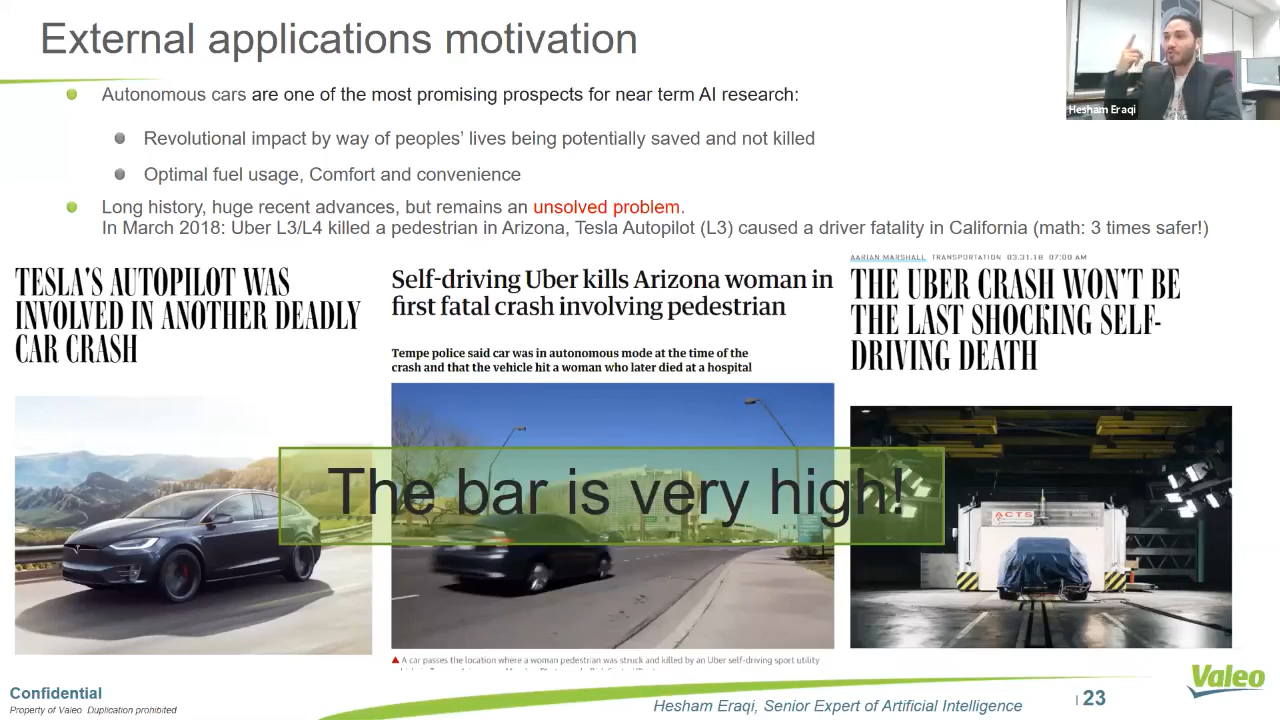 External applications motivation
Hesham Eraqi
Autonomous cars are one of the most promising prospects for near term AI research:
Revolutional impact by way of peoples’ lives being potentially saved and not killed
Optimal fuel usage, Comfort and convenience
Long history, huge recent advances, but remains an unsolved problem.
In March 2018: Uber L3/L4 killed a pedestrian in Arizona, Tesla Autopilot (L3) caused a driver fatality in California (math: 3 times safer!)
TESLA'S AUTOPILOT WAS
INVOLVED IN ANOTHER DEADLY
CAR CRASH
Self-driving Uber kills Arizona woman in
first fatal crash involving pedestrian
Tempe police said car was in autonomous mode at the time of the
crash and that the vehicle hit a woman who later died at a hospital
AARIAN MARSHALL TRANSPORTATION 03.31.18 07:00 AM
THE UBER CRASH WON'T BE
THE LAST SHOCKING SELF-
DRIVING DEATH
The bar is very high!
ACTS
A car passes the location where a woman pedestrian was struck and killed by an Uber self-driving sport utility
Confidential
Property of Valeo. Duplication prohibited
Hesham Eraqi, Senior Expert of Artificial Intelligence
| 23
Valeo